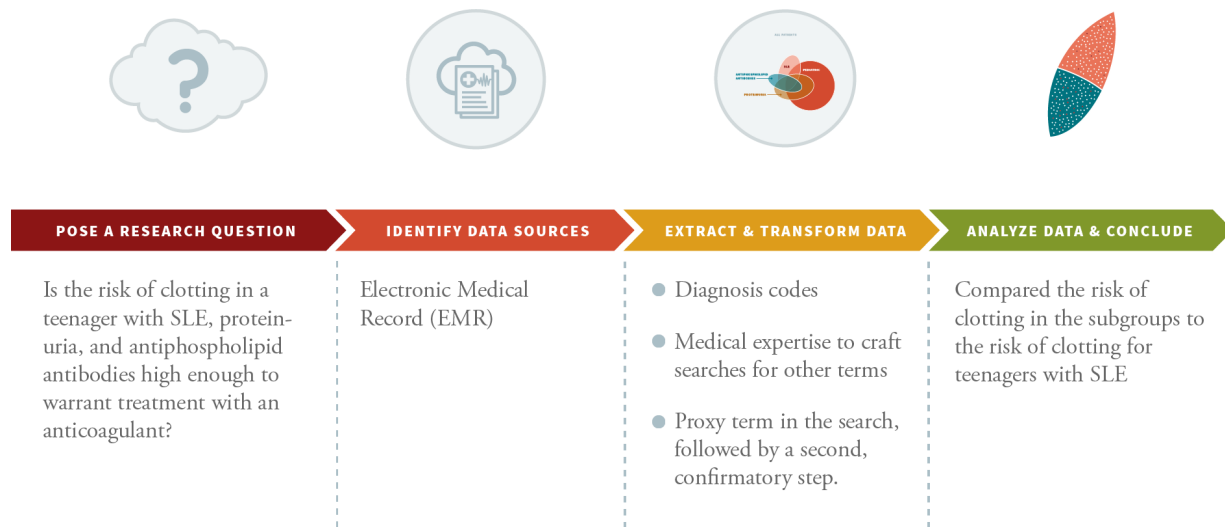 POSE A RESEARCH QUESTION
IDENTIFY DATA SOURCES
EXTRACT & TRANSFORM DATA
ANALYZE DATA & CONCLUDE
Is the risk of clotting in a
teenager with SLE, protein-
uria, and antiphospholipid
antibodies high enough to
warrant treatment with an
anticoagulant?
Electronic Medical
Record (EMR)
Diagnosis codes
Medical expertise to craft
searches for other terms
Proxy term in the search,
followed by a second,
confirmatory step.
Compared the risk of
clotting in the subgroups to
the risk of clotting for
teenagers with SLE